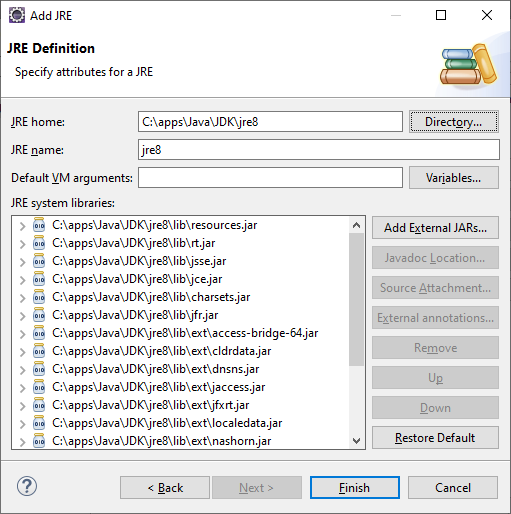 Add JRE
JRE Definition
Specify attributes for a JRE
JRE home: C:\apps\Java\JDK\jre8 Directory...
JRE name: jre8
Default VM arguments: Variables...
JRE system libraries:
C:\apps\Java\JDK\jre8\lib\resources.jar
C:\apps\Java\JDK\jre8\lib\rt.jar
C:\apps\Java\JDK\jre8\lib\jsse.jar
C:\apps\Java\JDK\jre8\lib\jce.jar
C:\apps\Java\JDK\jre8\lib\charsets.jar
C:\apps\Java\JDK\jre8\lib\jfr.jar
C:\apps\Java\JDK\jre8\lib\ext\access-bridge-64.jar
C:\apps\Java\JDK\jre8\lib\ext\cldrdata.jar
C:\apps\Java\JDK\jre8\lib\ext\dnsns.jar
C:\apps\Java\JDK\jre8\lib\ext\jaccess.jar
C:\apps\Java\JDK\jre8\lib\ext\jfxrt.jar
C:\apps\Java\JDK\jre8\lib\ext\localedata.jar
C:\apps\Java\JDK\jre8\lib\ext\nashorn.jar
Add External JARs...
Javadoc Location...
Source Attachment...
External annotations...
Remove
Up
Down
Restore Default
? < Back Next > Finish Cancel